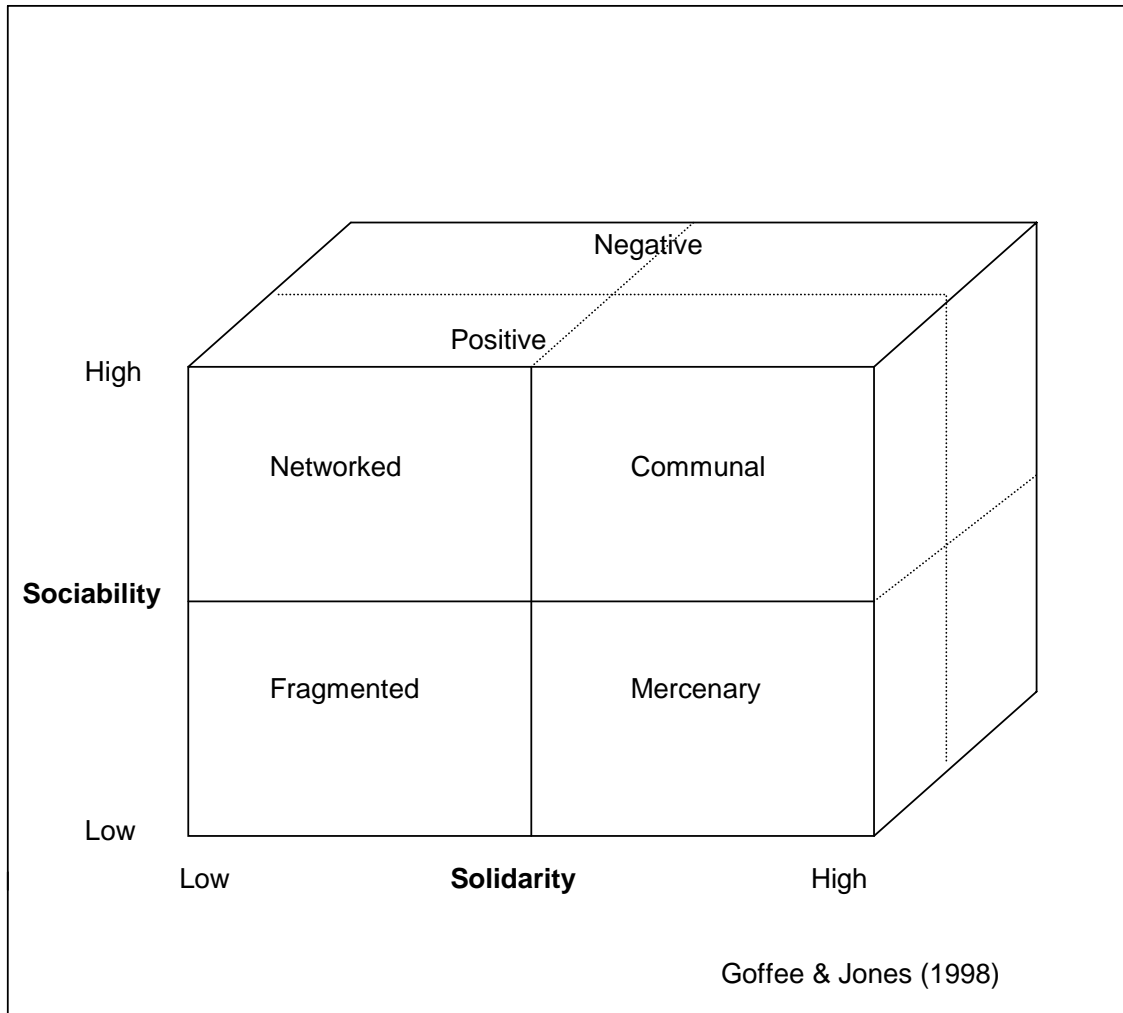 Negative
Positive
High
Networked
Communal
Sociability
Fragmented
Mercenary
Low
Low
Solidarity
High
Goffee & Jones (1998)